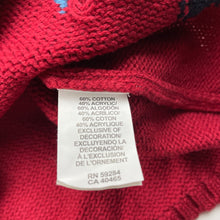 60% COTTON
40% ACRYLIC/
60% ALGODÓN
40% ACRÍLICO/
60% COTON
40% ACRYLIQUE
EXCLUSIVE OF
DECORATION/
EXCLUYENDO LA
DECORACIÓN/
À L'EXCLUSION
DE L'ORNEMENT
RN 59284
CA 40465